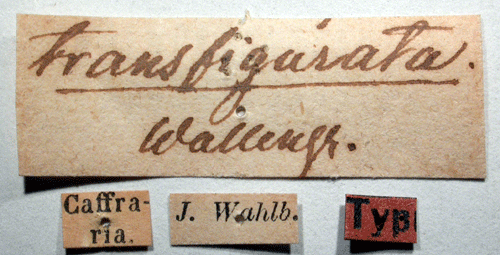 transfigurata.
Wallengr.
Caffra-
ria.
J. Wahlb.
Typ